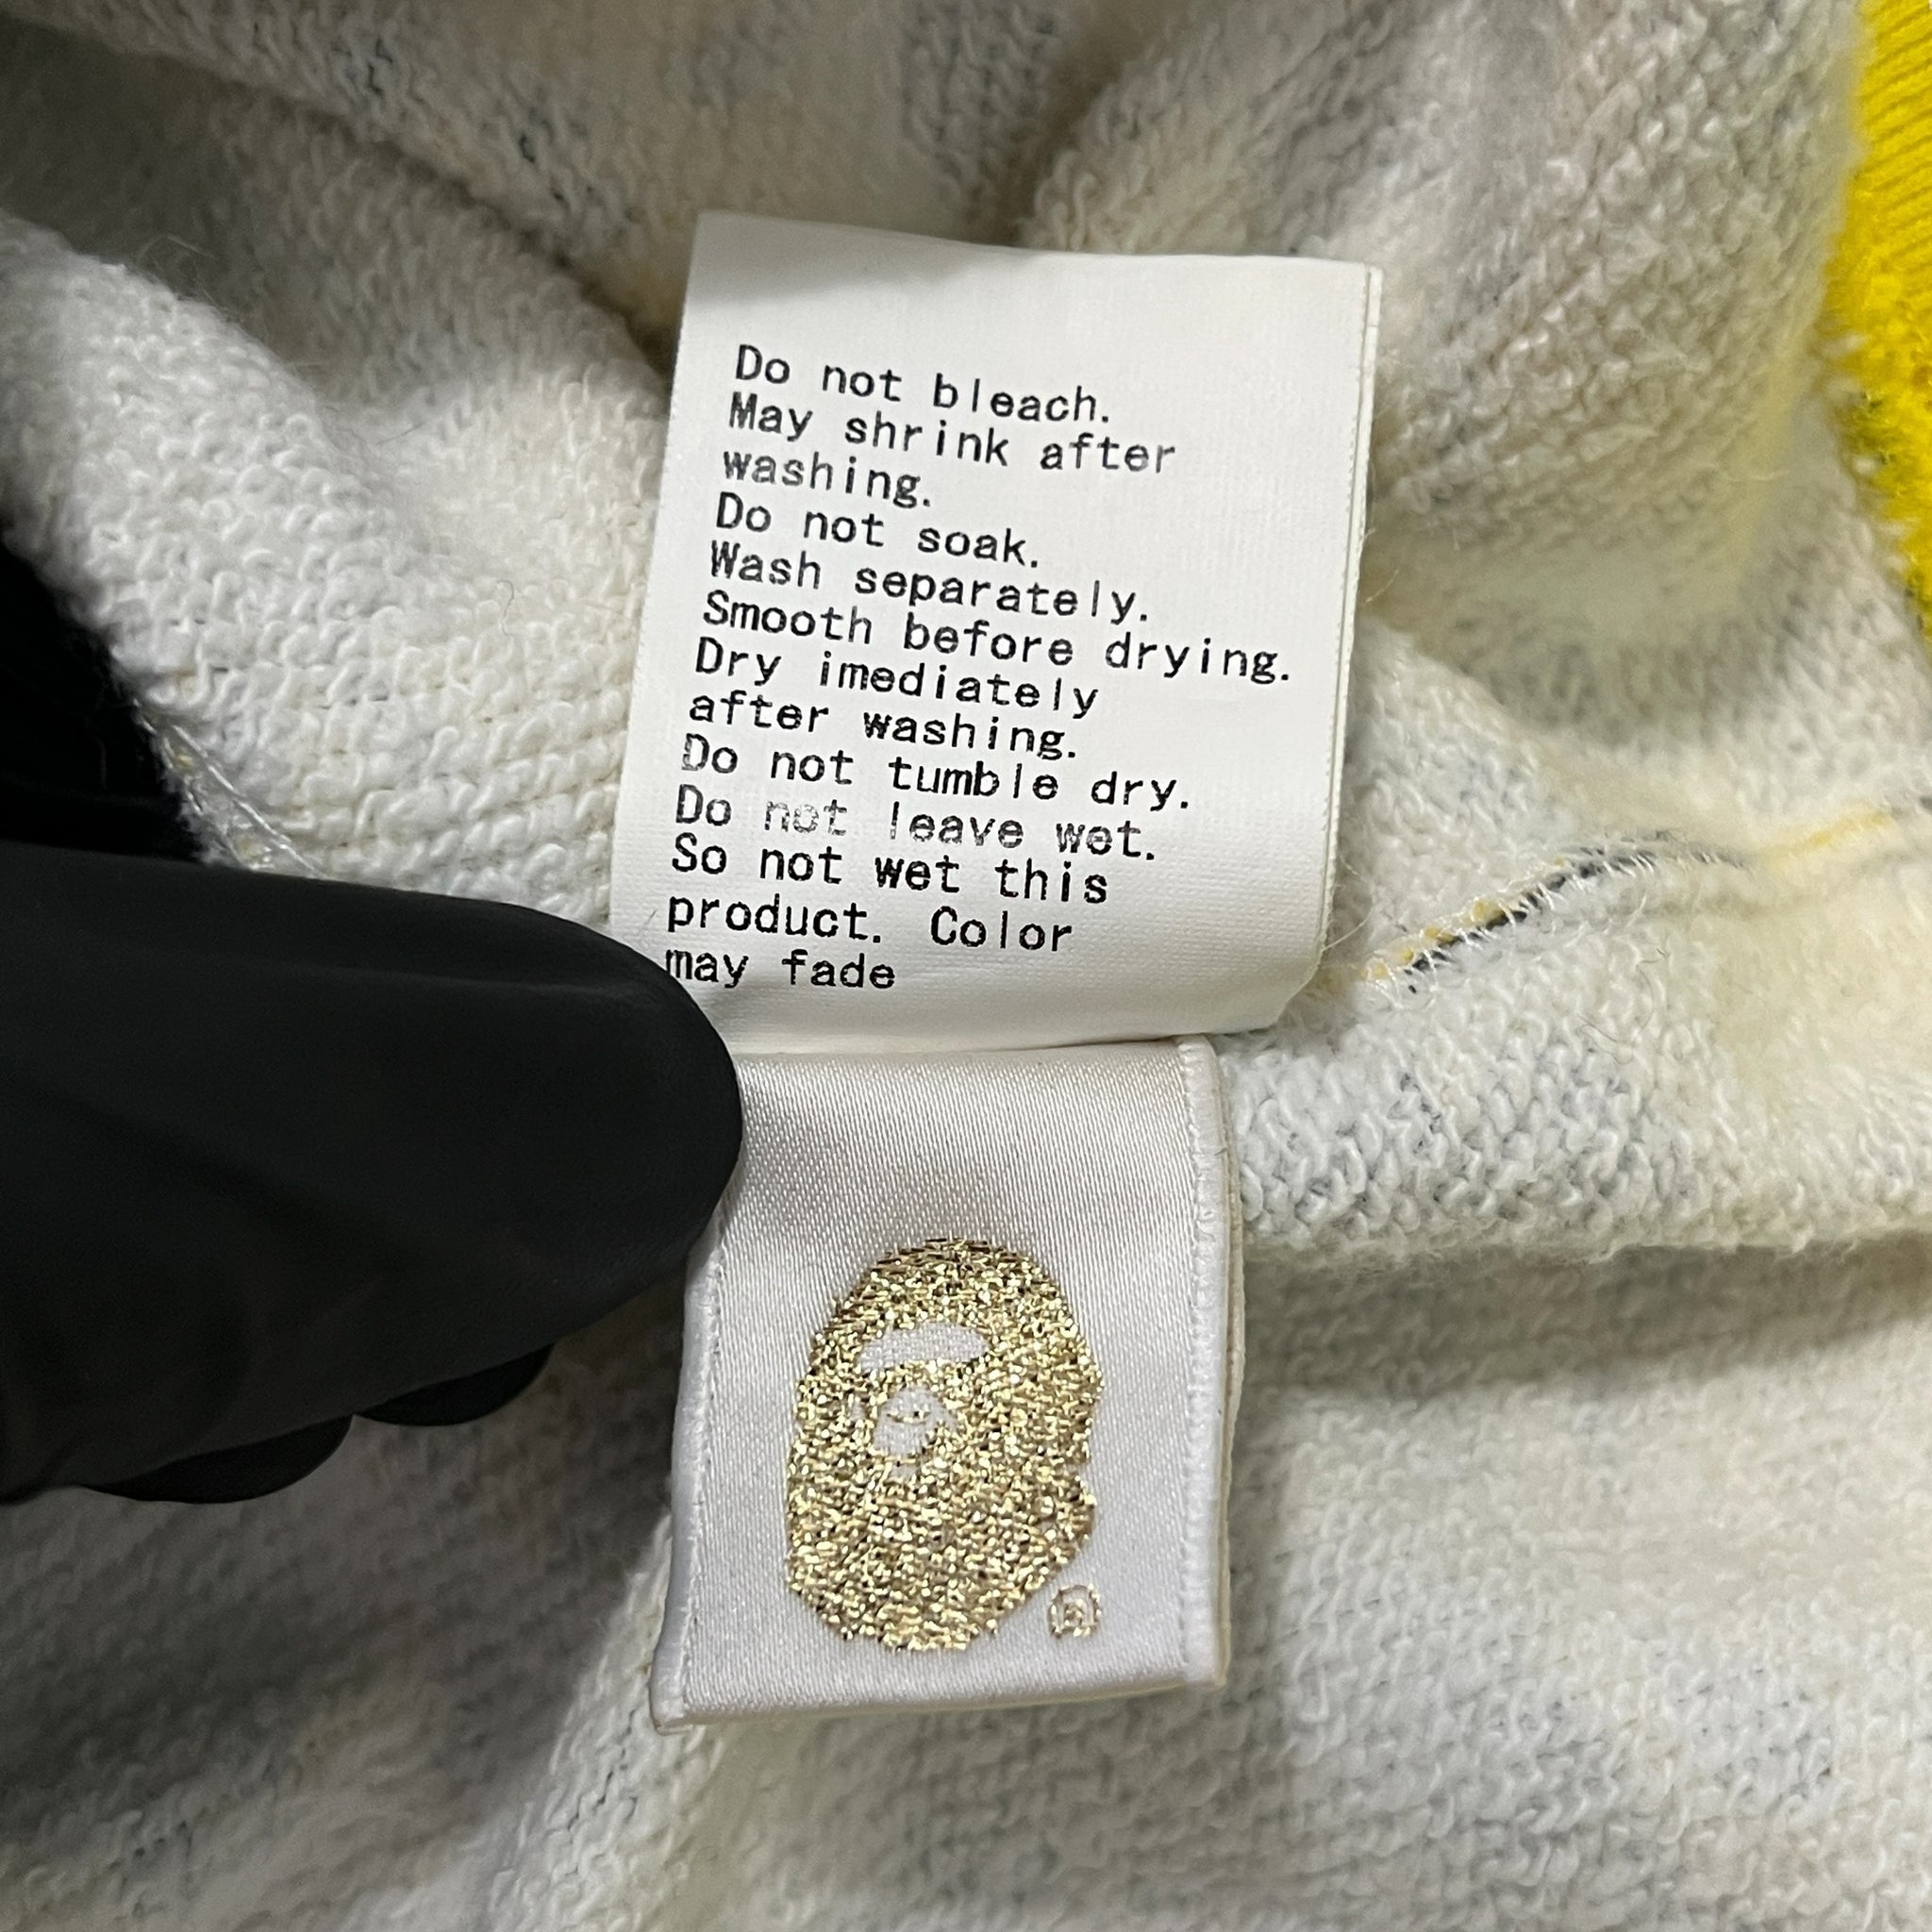 Do not bleach.
May shrink after
washing.
Do not soak.
Wash separately.
Smooth before drying.
Dry imediately
after washing.
Do not tumble dry.
Do not leave wet.
So not wet this
product. Color
may fade
®